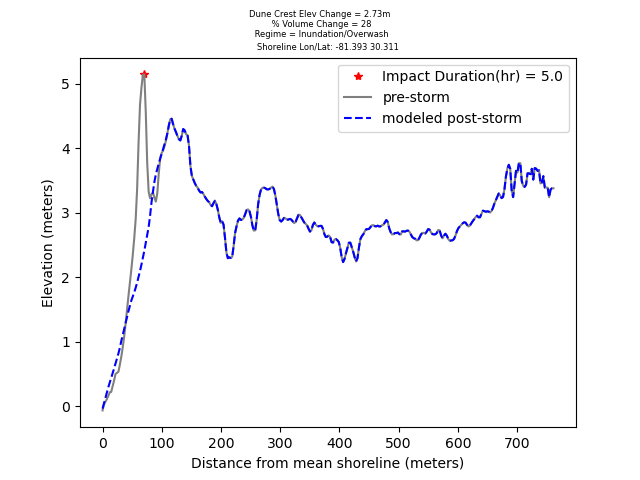 Dune Crest Elev Change = 2.73m
% Volume Change = 28
Regime = Inundation/Overwash
Shoreline Lon/Lat: -81.393 30.311
Impact Duration(hr) = 5.0
pre-storm
modeled post-storm
Elevation (meters)
5
4
3
2
1
0
0 100 200 300 400 500 600 700
Distance from mean shoreline (meters)